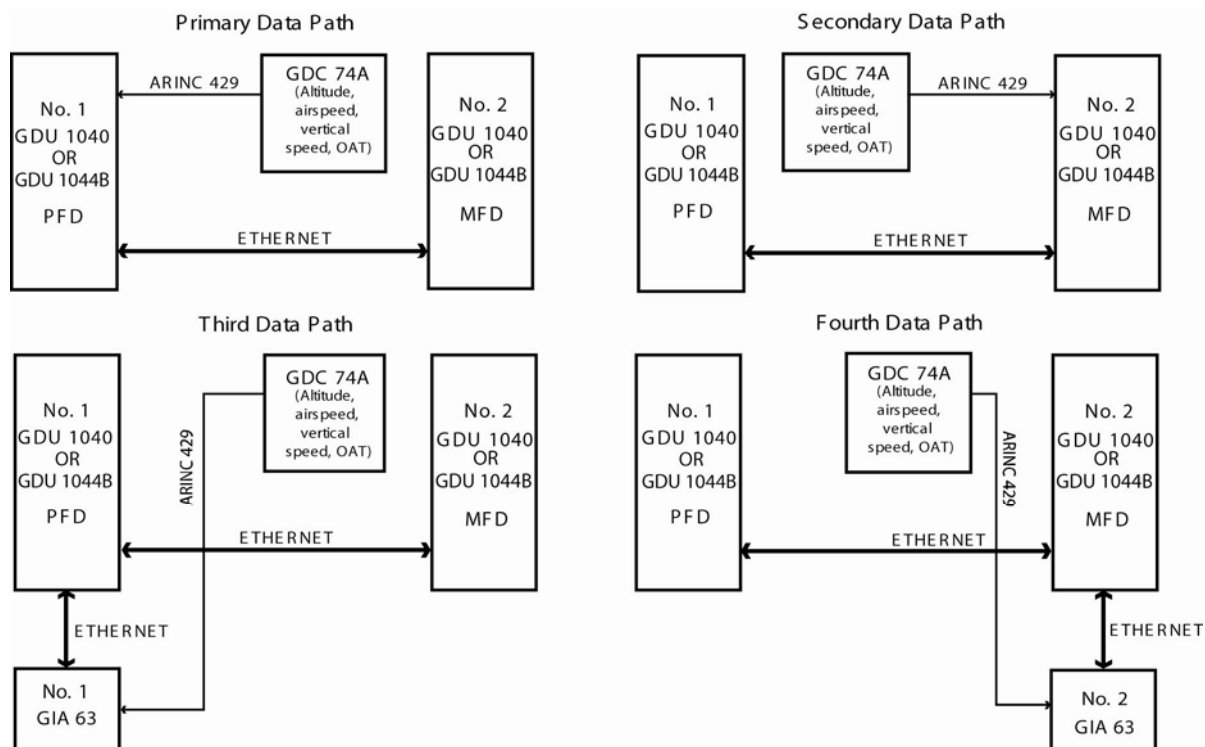 Primary Data Path
No. 1
GDU 1040
OR
GDU 1044B
PFD
ARINC 429
GDC 74A
(Altitude,
airspeed,
vertical
speed, OAT)
No. 2
GDU 1040
OR
GDU 1044B
MFD
ETHERNET
Secondary Data Path
No. 1
GDU 1040
OR
GDU 1044B
PFD
GDC 74A
(Altitude,
airspeed,
vertical
speed, OAT)
ARINC 429
No. 2
GDU 1040
OR
GDU 1044B
MFD
ETHERNET
Third Data Path
No. 1
GDU 1040
OR
GDU 1044B
PFD
ARINC 429
GDC 74A
(Altitude,
airspeed,
vertical
speed, OAT)
No. 2
GDU 1040
OR
GDU 1044B
MFD
ETHERNET
ETHERNET
No. 1
GIA 63
Fourth Data Path
No. 1
GDU 1040
OR
GDU 1044B
PFD
GDC 74A
(Altitude,
airspeed,
vertical
speed, OAT)
ARINC 429
No. 2
GDU 1040
OR
GDU 1044B
MFD
ETHERNET
ETHERNET
No. 2
GIA 63